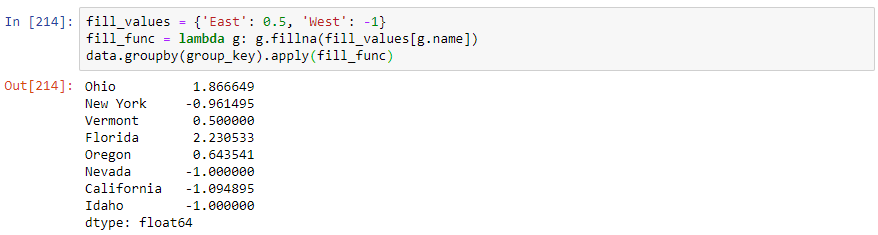 In [214]: fill_values = {'East': 0.5, 'West': -1}
fill_func = lambda g: g.fillna(fill_values[g.name])
data.groupby(group_key).apply(fill_func)
Out[214]: Ohio 1.866649
New York -0.961495
Vermont 0.500000
Florida 2.230533
Oregon 0.643541
Nevada -1.000000
California -1.094895
Idaho -1.000000
dtype: float64